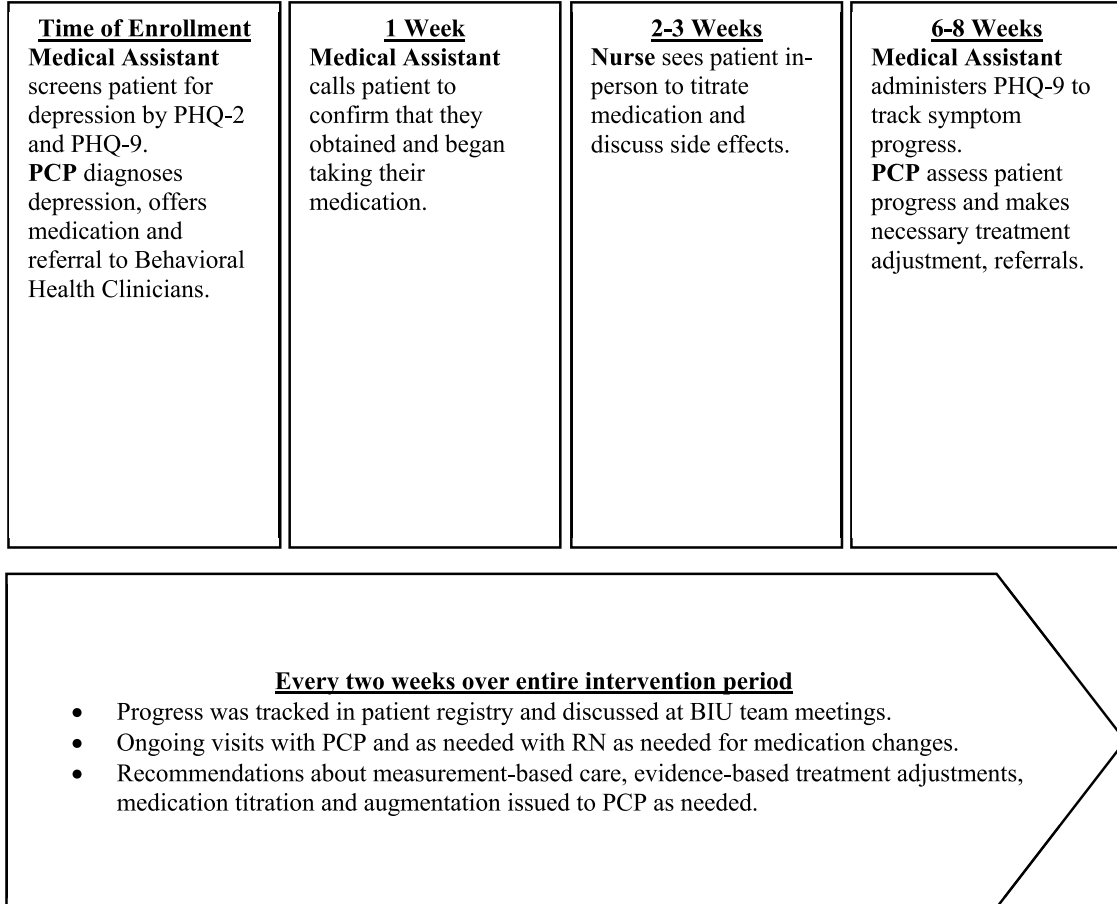 Time of Enrollment
Medical Assistant
screens patient for
depression by PHQ-2
and PHQ-9.
PCP diagnoses
depression, offers
medication and
referral to Behavioral
Health Clinicians.
1 Week
Medical Assistant
calls patient to
confirm that they
obtained and began
taking their
medication.
2-3 Weeks
Nurse sees patient in-
person to titrate
medication and
discuss side effects.
6-8 Weeks
Medical Assistant
administers PHQ-9 to
track symptom
progress.
PCP assess patient
progress and makes
necessary treatment
adjustment, referrals.
Every two weeks over entire intervention period
• Progress was tracked in patient registry and discussed at BIU team meetings.
• Ongoing visits with PCP and as needed with RN as needed for medication changes.
• Recommendations about measurement-based care, evidence-based treatment adjustments,
medication titration and augmentation issued to PCP as needed.